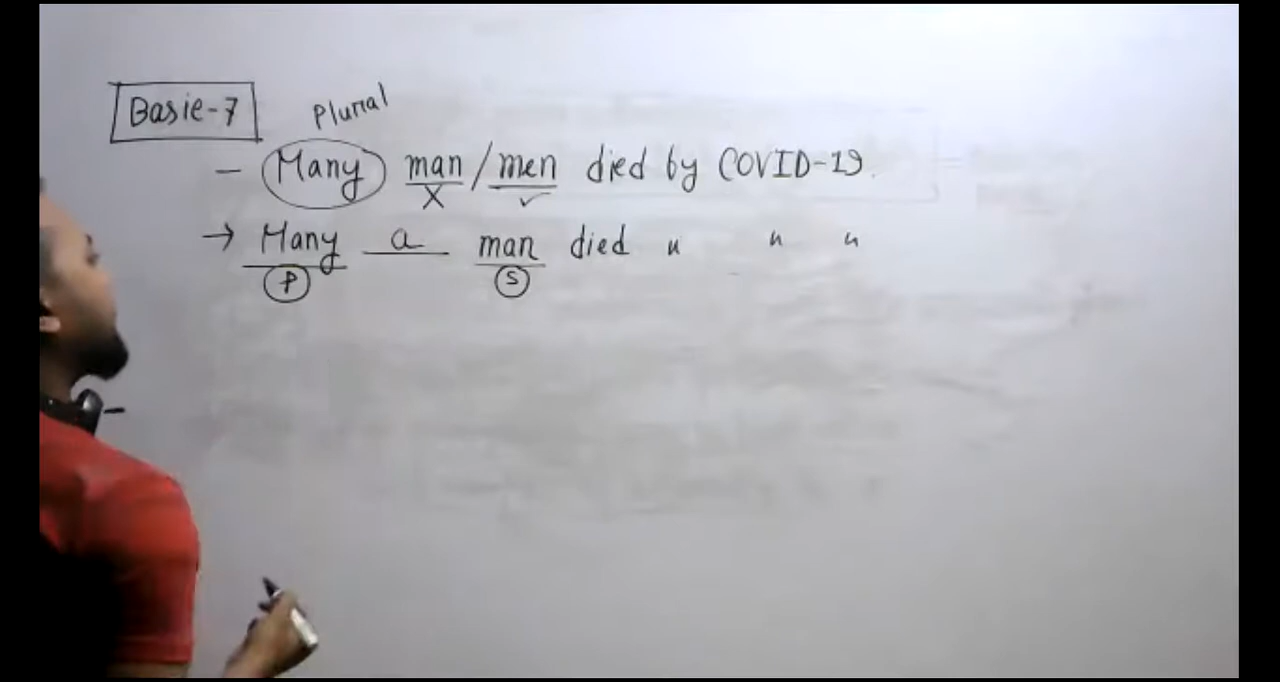 Basic-7
Plural
- Many man/men died by COVID-19.
X ✓
→ Many a man died " " "
P S